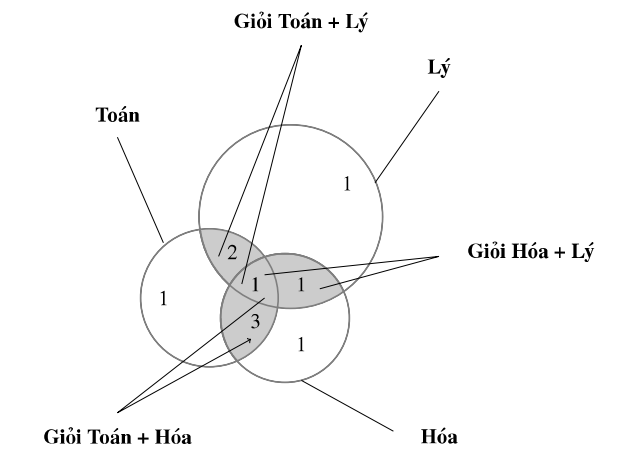 Giỏi Toán + Lý
Lý
Toán
1
2
Giỏi Hóa + Lý
1
1
1
3
1
Giỏi Toán + Hóa
Hóa